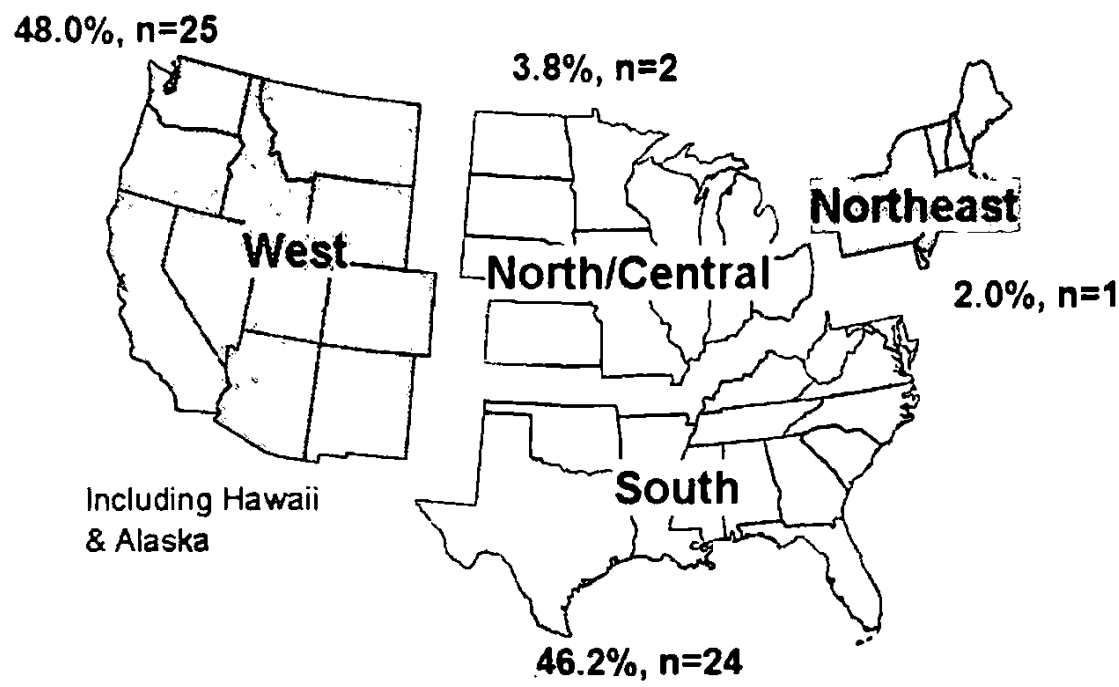 48.0%, n=25
3.8%, n=2
Northeast
West
North/Central
2.0%, n=1
South
Including Hawaii
& Alaska
46.2%, n=24